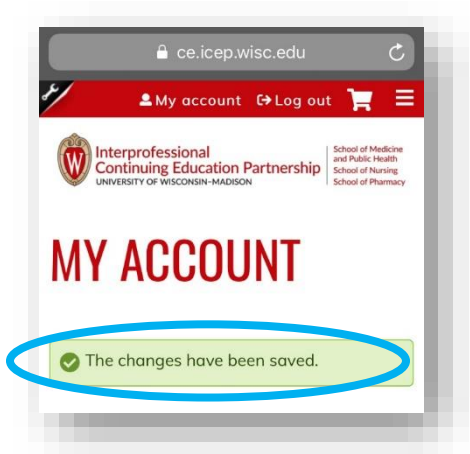 ce.icep.wisc.edu
My account Log out
W
Interprofessional
Continuing Education Partnership
UNIVERSITY OF WISCONSIN–MADISON
School of Medicine
and Public Health
School of Nursing
School of Pharmacy
MY ACCOUNT
The changes have been saved.